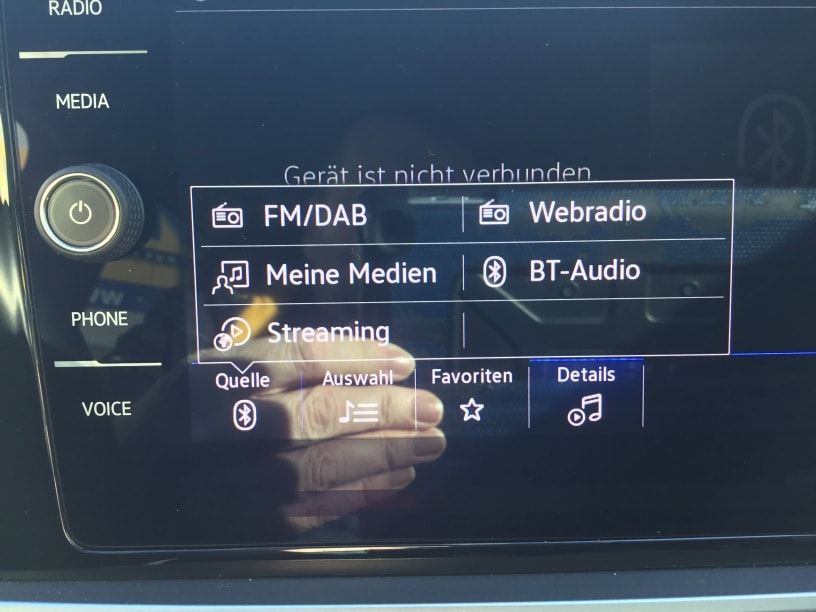 RADIO
MEDIA
Gerät ist nicht verbunden.
FM/DAB
Webradio
Meine Medien
BT-Audio
PHONE
Streaming
Quelle
Auswahl
Favoriten
Details
VOICE